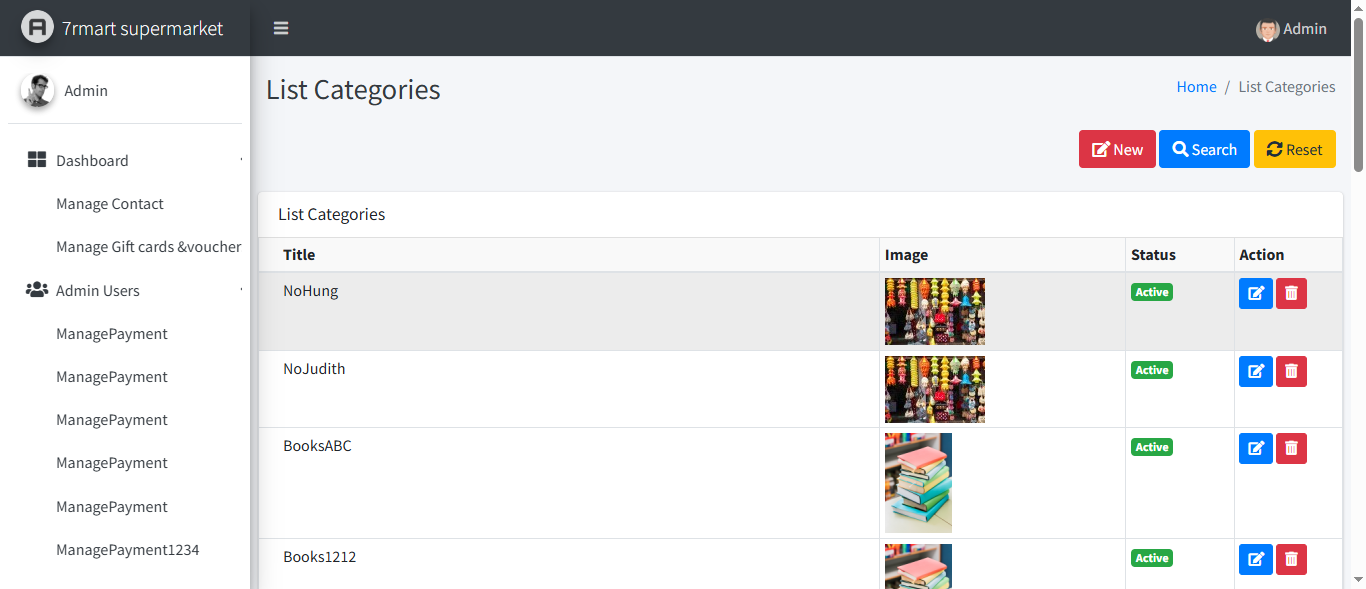 7rmart supermarket
Admin
Admin
List Categories
Home / List Categories
Dashboard
Manage Contact
Manage Gift cards &voucher
Admin Users
ManagePayment
ManagePayment
ManagePayment
ManagePayment
ManagePayment
ManagePayment1234
New Search Reset
List Categories
Title Image Status Action
NoHung Active
NoJudith Active
BooksABC Active
Books1212 Active